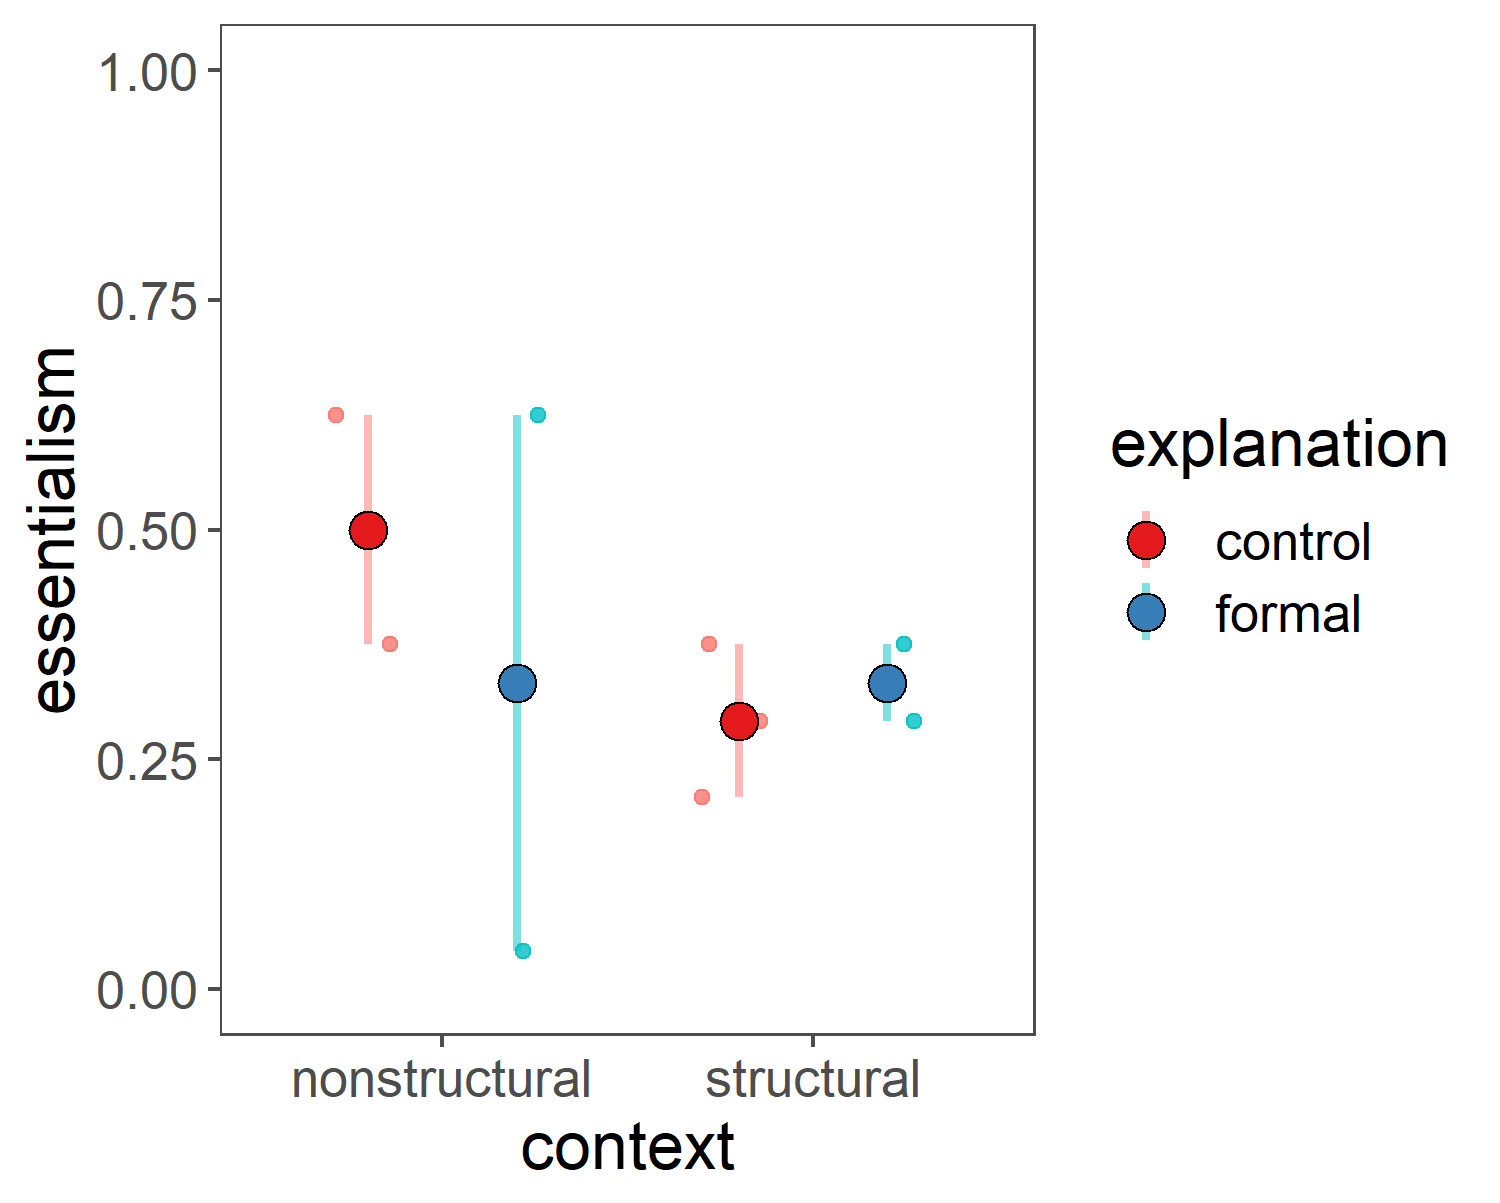 essentialism
1.00
0.75
0.50
0.25
0.00
nonstructural
structural
context
explanation
control
formal